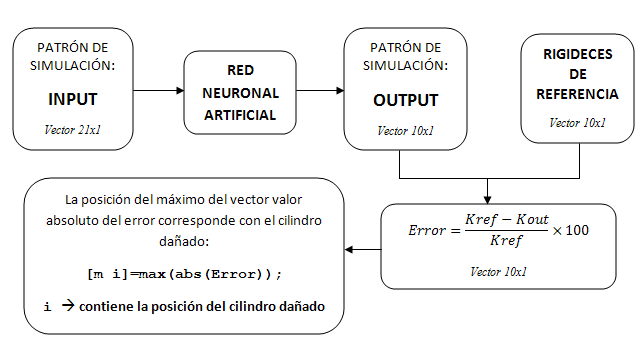 PATRÓN DE
SIMULACIÓN:
INPUT
Vector 21x1
RED
NEURONAL
ARTIFICIAL
PATRÓN DE
SIMULACIÓN:
OUTPUT
Vector 10x1
RIGIDECES
DE
REFERENCIA
Vector 10x1
Error = (Kref − Kout) / Kref × 100
Vector 10x1
La posición del máximo del vector valor
absoluto del error corresponde con el cilindro
dañado:
[m i]=max(abs(Error));
i → contiene la posición del cilindro dañado